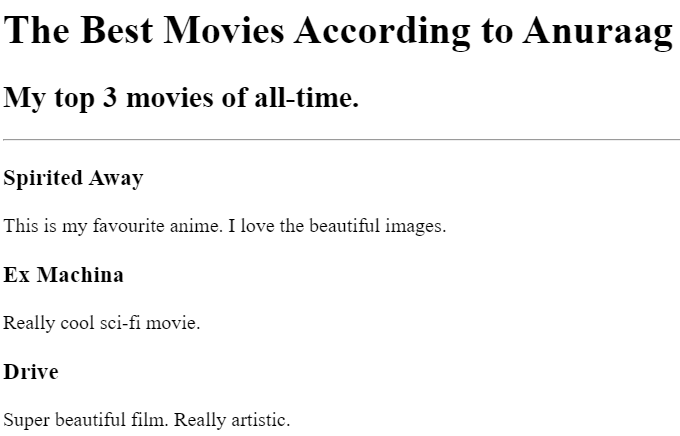 The Best Movies According to Anuraag
My top 3 movies of all-time.
Spirited Away
This is my favourite anime. I love the beautiful images.
Ex Machina
Really cool sci-fi movie.
Drive
Super beautiful film. Really artistic.